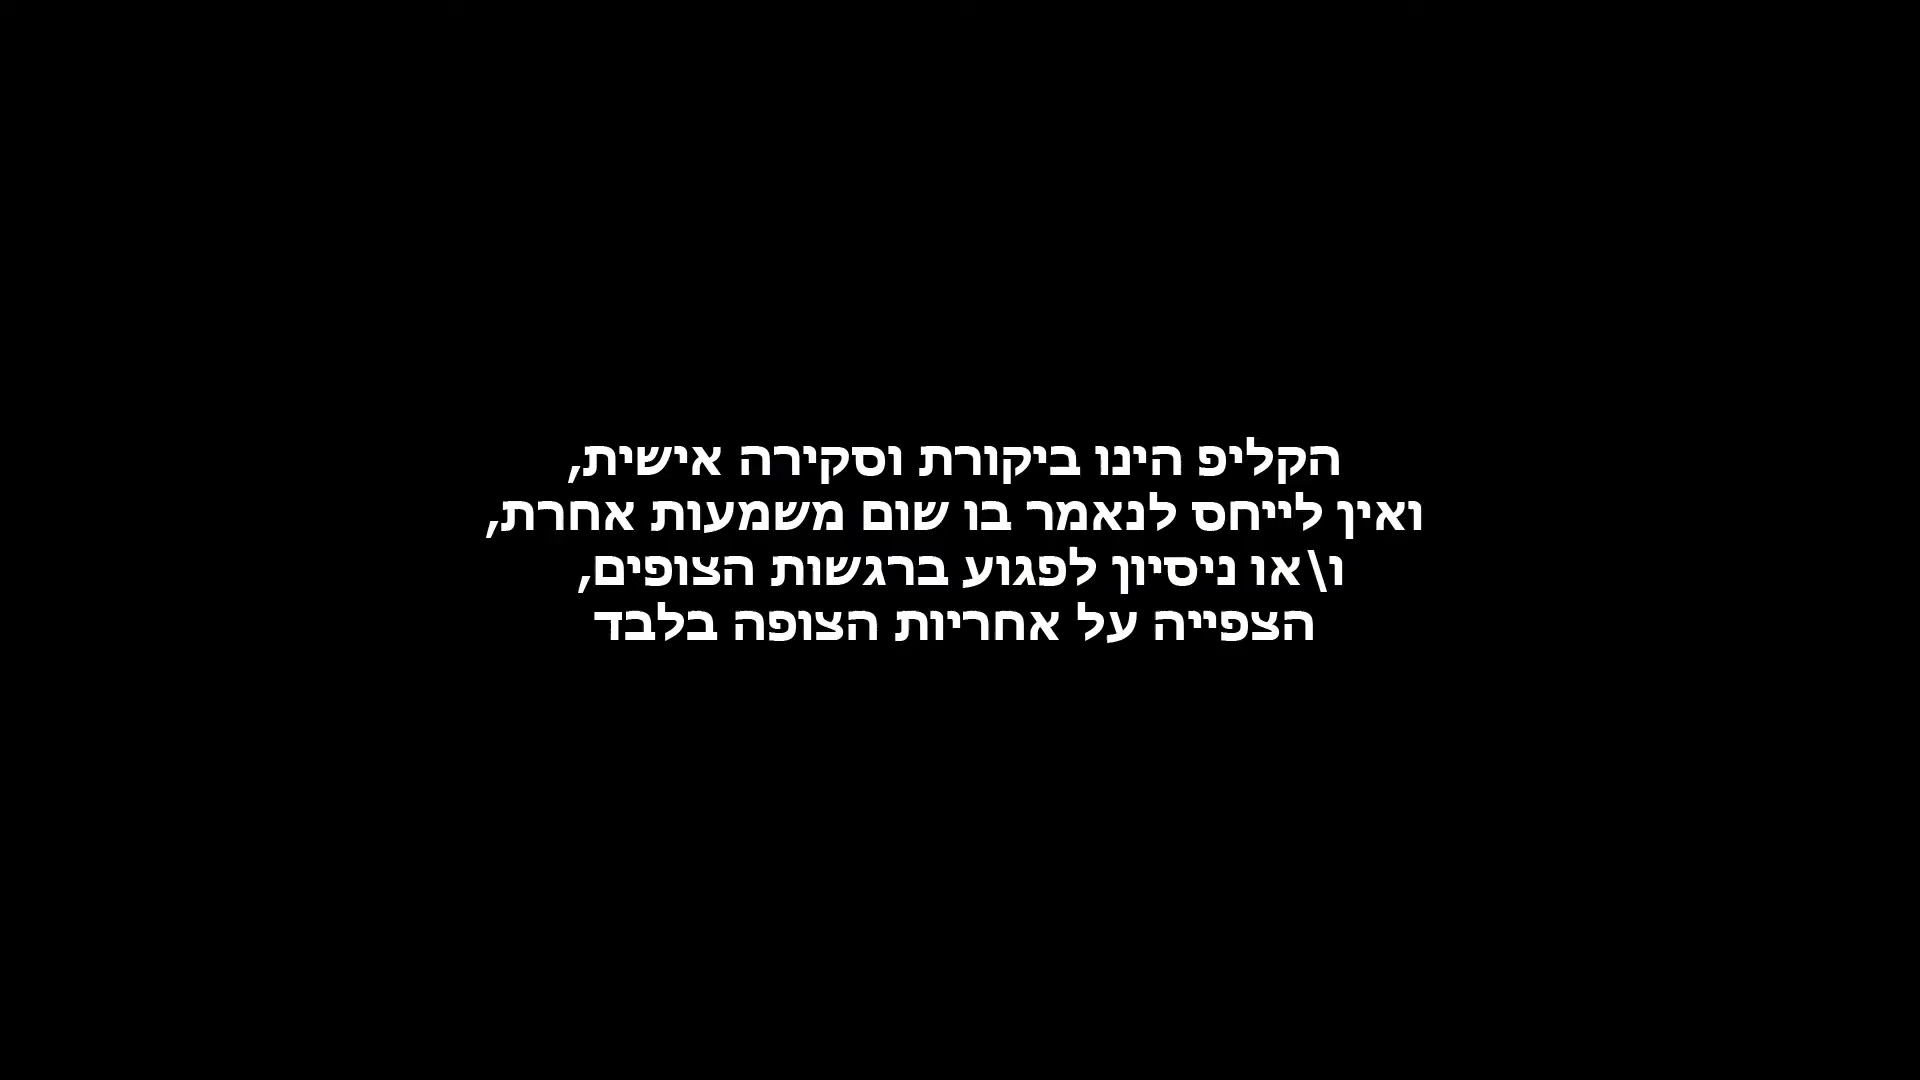 הקליפ הינו ביקורת וסקירה אישית,
ואין לייחס לנאמר בו שום משמעות אחרת,
ו\או ניסיון לפגוע ברגשות הצופים,
הצפייה על אחריות הצופה בלבד